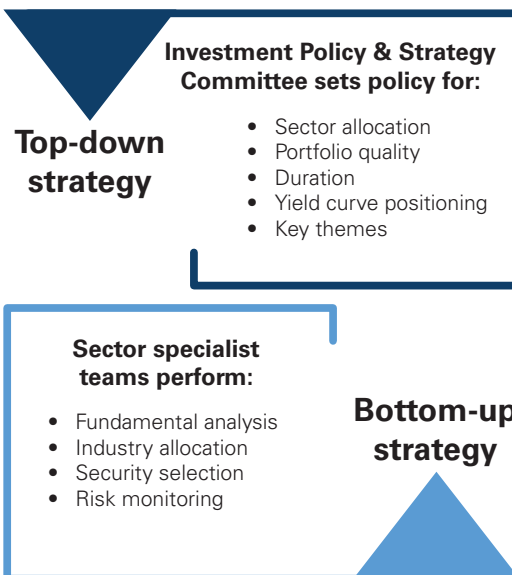 Investment Policy & Strategy
Committee sets policy for:
Top-down
strategy
• Sector allocation
• Portfolio quality
• Duration
• Yield curve positioning
• Key themes
Sector specialist
teams perform:
• Fundamental analysis
• Industry allocation
• Security selection
• Risk monitoring
Bottom-up
strategy